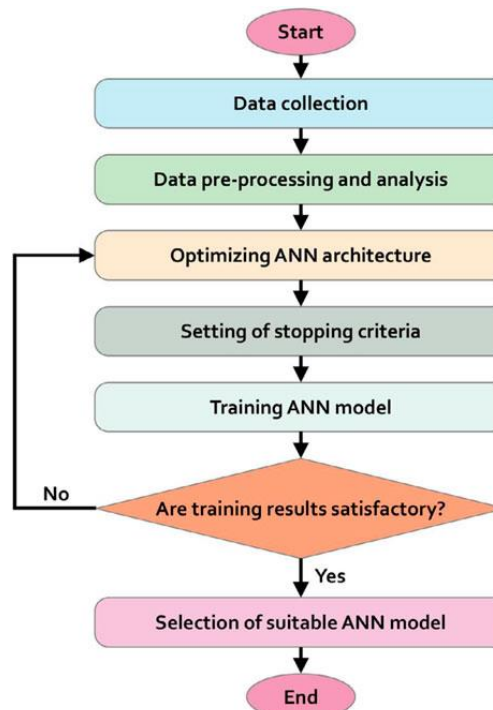 Start
Data collection
Data pre-processing and analysis
Optimizing ANN architecture
Setting of stopping criteria
Training ANN model
No
Are training results satisfactory?
Yes
Selection of suitable ANN model
End